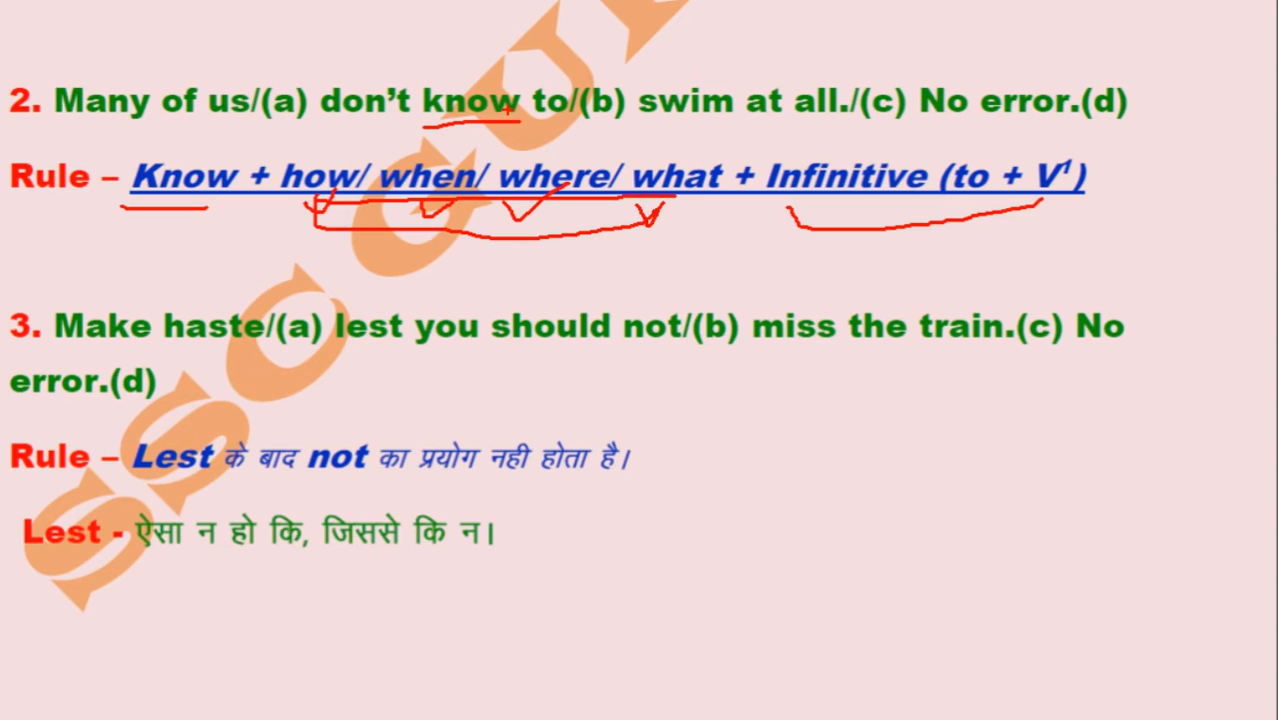 2. Many of us/(a) don't know to/(b) swim at all./(c) No error.(d)
Rule – Know + how/ when/ where/ what + Infinitive (to + V¹)
3. Make haste/(a) lest you should not/(b) miss the train.(c) No
error.(d)
Rule – Lest के बाद not का प्रयोग नही होता है।
Lest - ऐसा न हो कि, जिससे कि न।